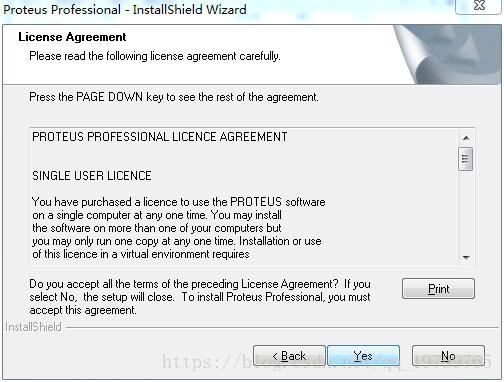 Proteus Professional - InstallShield Wizard
License Agreement
Please read the following license agreement carefully.
Press the PAGE DOWN key to see the rest of the agreement.
PROTEUS PROFESSIONAL LICENCE AGREEMENT
SINGLE USER LICENCE
You have purchased a licence to use the PROTEUS software
on a single computer at any one time. You may install
the software on more than one of your computers but
you may only run one copy at any one time. Installation or use
of this licence in a virtual environment requires
Do you accept all the terms of the preceding License Agreement? If you
select No, the setup will close. To install Proteus Professional, you must
accept this agreement.
Print
InstallShield
< Back
Yes
No